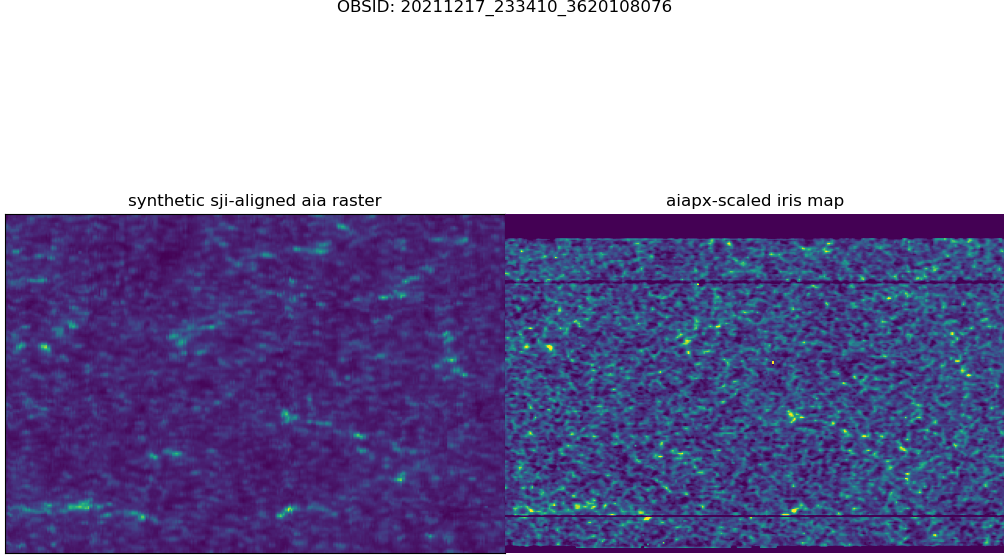 OBSID: 20211217_233410_3620108076
synthetic sji-aligned aia raster
aiapx-scaled iris map